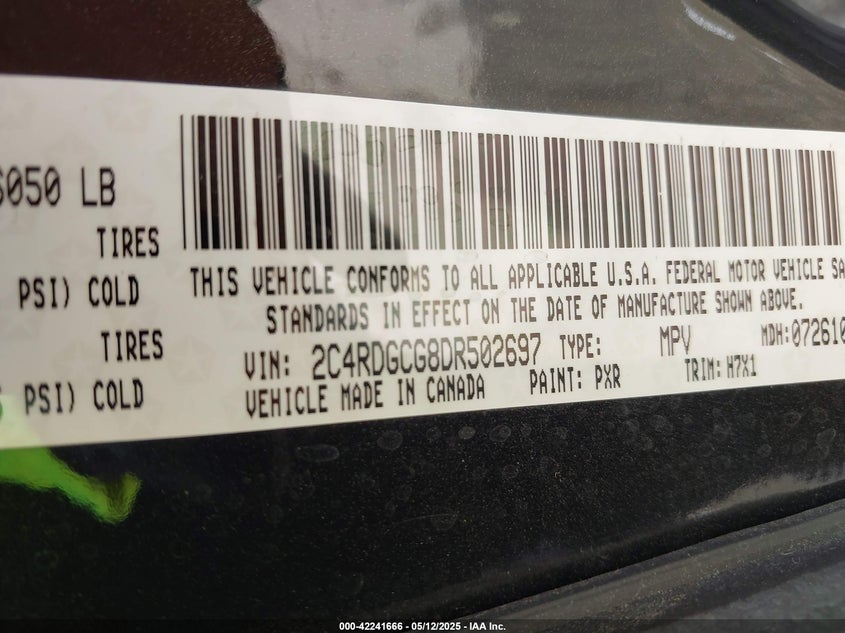 6050 LB
TIRES
PSI) COLD
TIRES
PSI) COLD
THIS VEHICLE CONFORMS TO ALL APPLICABLE U.S.A. FEDERAL MOTOR VEHICLE SA
STANDARDS IN EFFECT ON THE DATE OF MANUFACTURE SHOWN ABOVE.
VIN: 2C4RDGCG8DR502697 TYPE: MPV MDH: 072610
VEHICLE MADE IN CANADA PAINT: PXR TRIM: H7X1
000-42241666 - 05/12/2025 - IAA Inc.